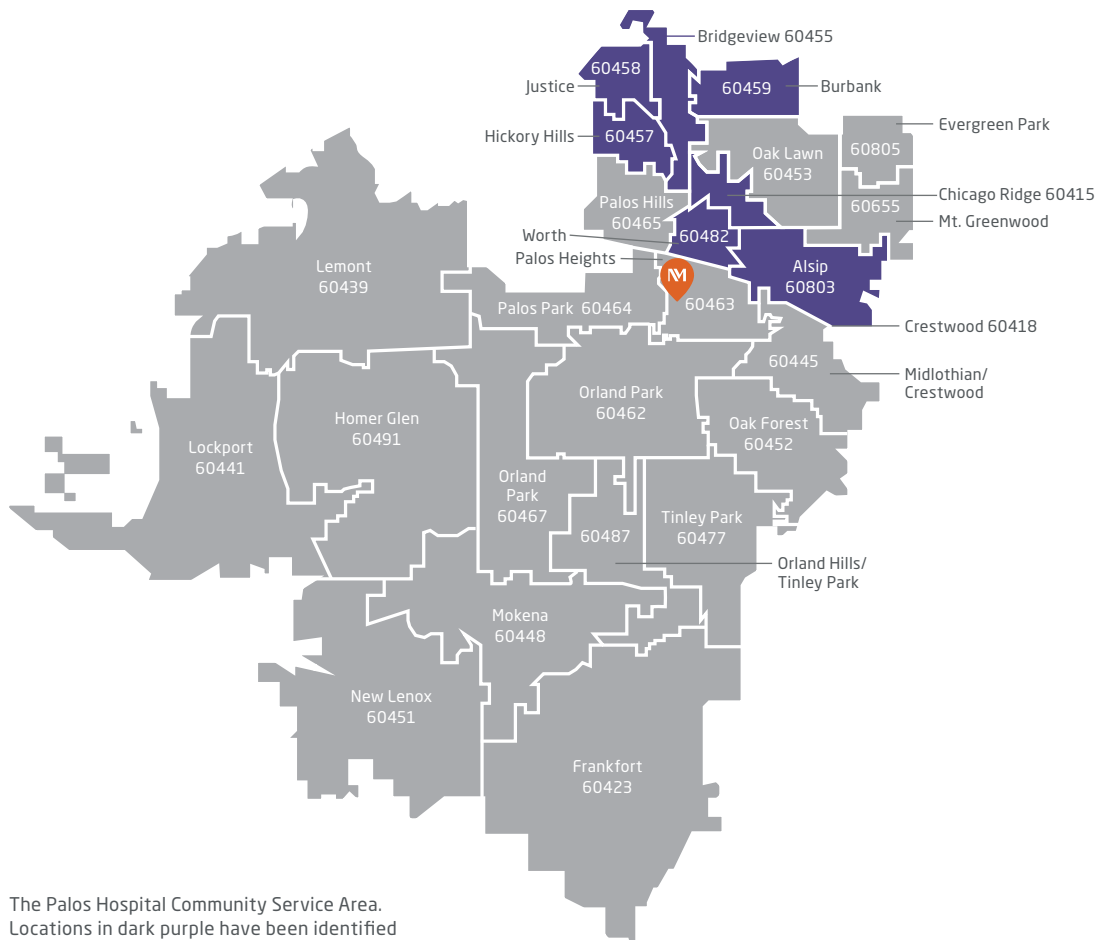 Bridgeview 60455
60458
Justice
60459
Burbank
Hickory Hills
60457
Evergreen Park
60805
Oak Lawn
60453
Chicago Ridge 60415
Palos Hills
60465
60655
Mt. Greenwood
Worth
60482
Palos Heights
Alsip
60803
Lemont
60439
NM
Palos Park 60464
60463
Crestwood 60418
60445
Midlothian/
Crestwood
Orland Park
60462
Homer Glen
60491
Oak Forest
60452
Lockport
60441
Orland
Park
60467
Tinley Park
60477
60487
Orland Hills/
Tinley Park
Mokena
60448
New Lenox
60451
Frankfort
60423
The Palos Hospital Community Service Area.
Locations in dark purple have been identified